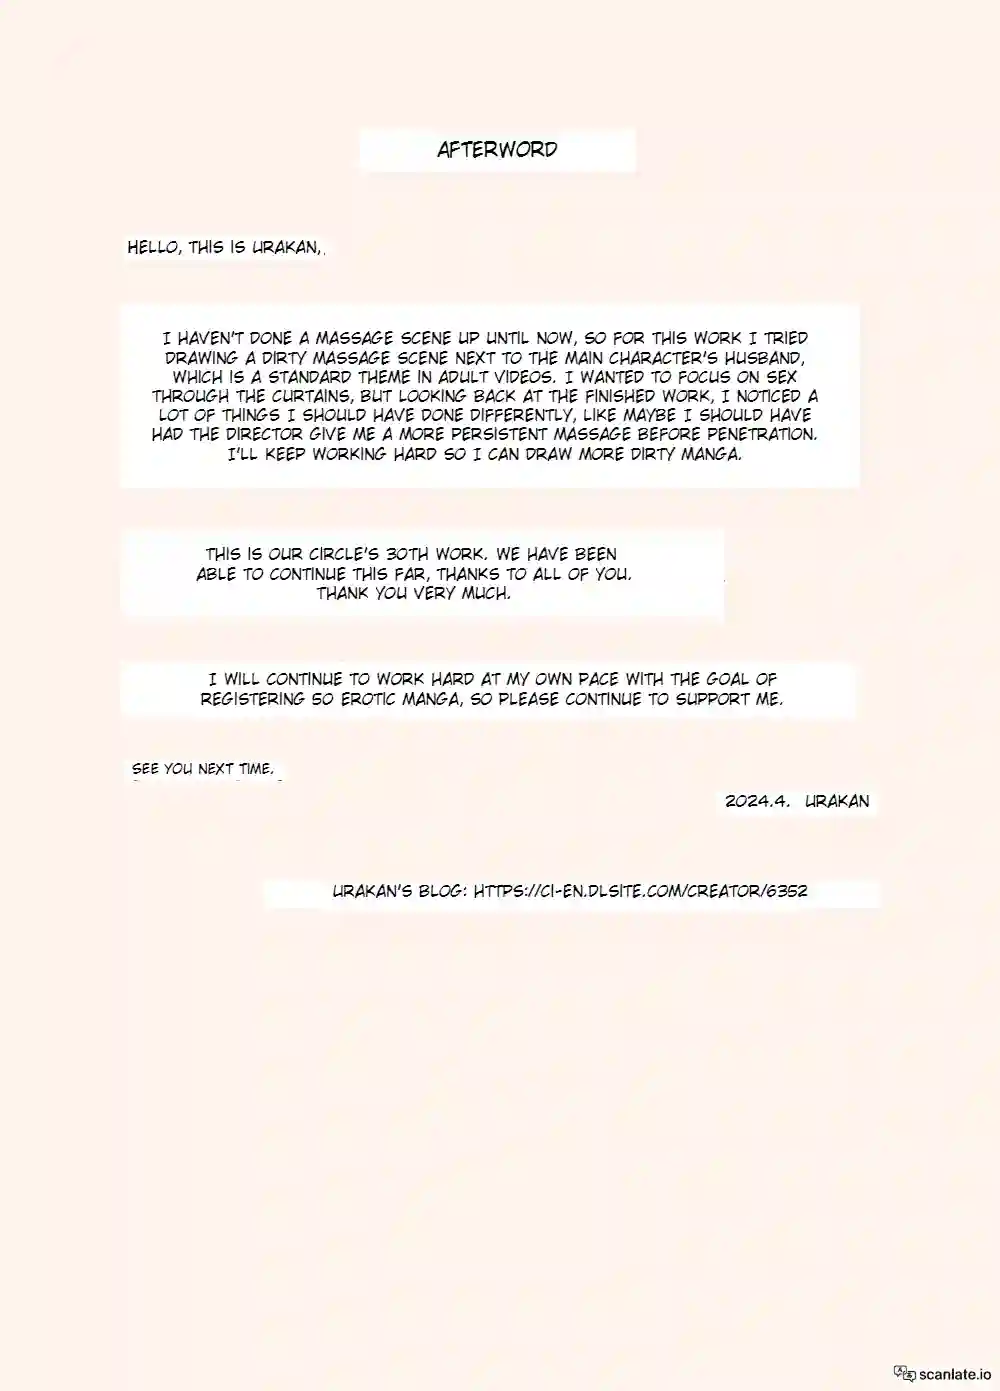 AFTERWORD
HELLO, THIS IS URAKAN,.
I HAVEN'T DONE A MASSAGE SCENE UP UNTIL NOW, SO FOR THIS WORK I TRIED
DRAWING A DIRTY MASSAGE SCENE NEXT TO THE MAIN CHARACTER'S HUSBAND,
WHICH IS A STANDARD THEME IN ADULT VIDEOS. I WANTED TO FOCUS ON SEX
THROUGH THE CURTAINS, BUT LOOKING BACK AT THE FINISHED WORK, I NOTICED A
LOT OF THINGS I SHOULD HAVE DONE DIFFERENTLY, LIKE MAYBE I SHOULD HAVE
HAD THE DIRECTOR GIVE ME A MORE PERSISTENT MASSAGE BEFORE PENETRATION.
I'LL KEEP WORKING HARD SO I CAN DRAW MORE DIRTY MANGA.
THIS IS OUR CIRCLE'S 30TH WORK. WE HAVE BEEN
ABLE TO CONTINUE THIS FAR, THANKS TO ALL OF YOU.
THANK YOU VERY MUCH.
I WILL CONTINUE TO WORK HARD AT MY OWN PACE WITH THE GOAL OF
REGISTERING 50 EROTIC MANGA, SO PLEASE CONTINUE TO SUPPORT ME.
SEE YOU NEXT TIME.
2024.4. URAKAN
URAKAN'S BLOG: HTTPS://CI-EN.DLSITE.COM/CREATOR/6352
scanlate.io